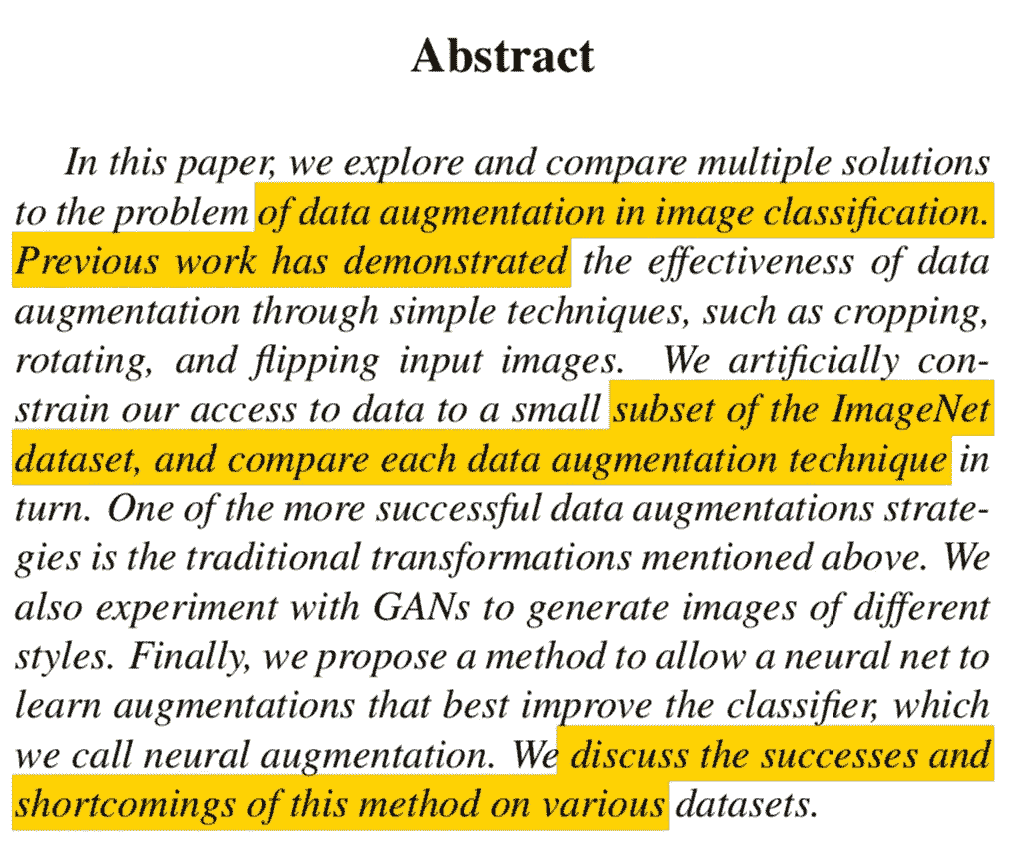 Abstract
In this paper, we explore and compare multiple solutions
to the problem of data augmentation in image classification.
Previous work has demonstrated the effectiveness of data
augmentation through simple techniques, such as cropping,
rotating, and flipping input images. We artificially con-
strain our access to data to a small subset of the ImageNet
dataset, and compare each data augmentation technique in
turn. One of the more successful data augmentations strate-
gies is the traditional transformations mentioned above. We
also experiment with GANs to generate images of different
styles. Finally, we propose a method to allow a neural net to
learn augmentations that best improve the classifier, which
we call neural augmentation. We discuss the successes and
shortcomings of this method on various datasets.